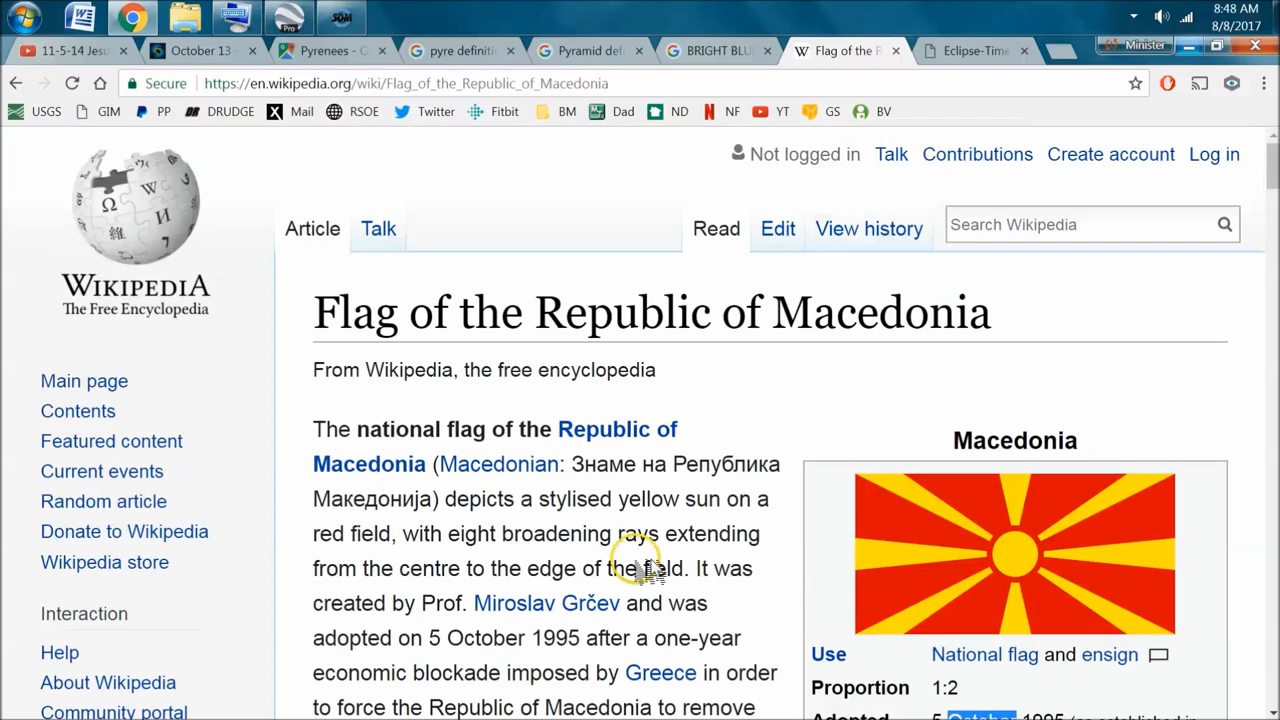 8:48 AM
8/8/2017
Pro
SQM
11-5-14 Jesu
October 13 -
Pyrenees - G
pyre definiti
Pyramid def
BRIGHT BLU
Flag of the R
Eclipse-Time
Minister
Secure
https://en.wikipedia.org/wiki/Flag_of_the_Republic_of_Macedonia
USGS GIM PP DRUDGE Mail RSOE Twitter Fitbit BM Dad ND NF YT GS BV
Not logged in Talk Contributions Create account Log in
Article Talk Read Edit View history Search Wikipedia
WIKIPEDIA
The Free Encyclopedia
Main page
Contents
Featured content
Current events
Random article
Donate to Wikipedia
Wikipedia store
Interaction
Help
About Wikipedia
Community portal
Flag of the Republic of Macedonia
From Wikipedia, the free encyclopedia
The national flag of the Republic of
Macedonia (Macedonian: Знаме на Република
Македонија) depicts a stylised yellow sun on a
red field, with eight broadening rays extending
from the centre to the edge of the field. It was
created by Prof. Miroslav Grčev and was
adopted on 5 October 1995 after a one-year
economic blockade imposed by Greece in order
to force the Republic of Macedonia to remove
Macedonia
Use National flag and ensign
Proportion 1:2
Adopted 5 October 1995 (as established in